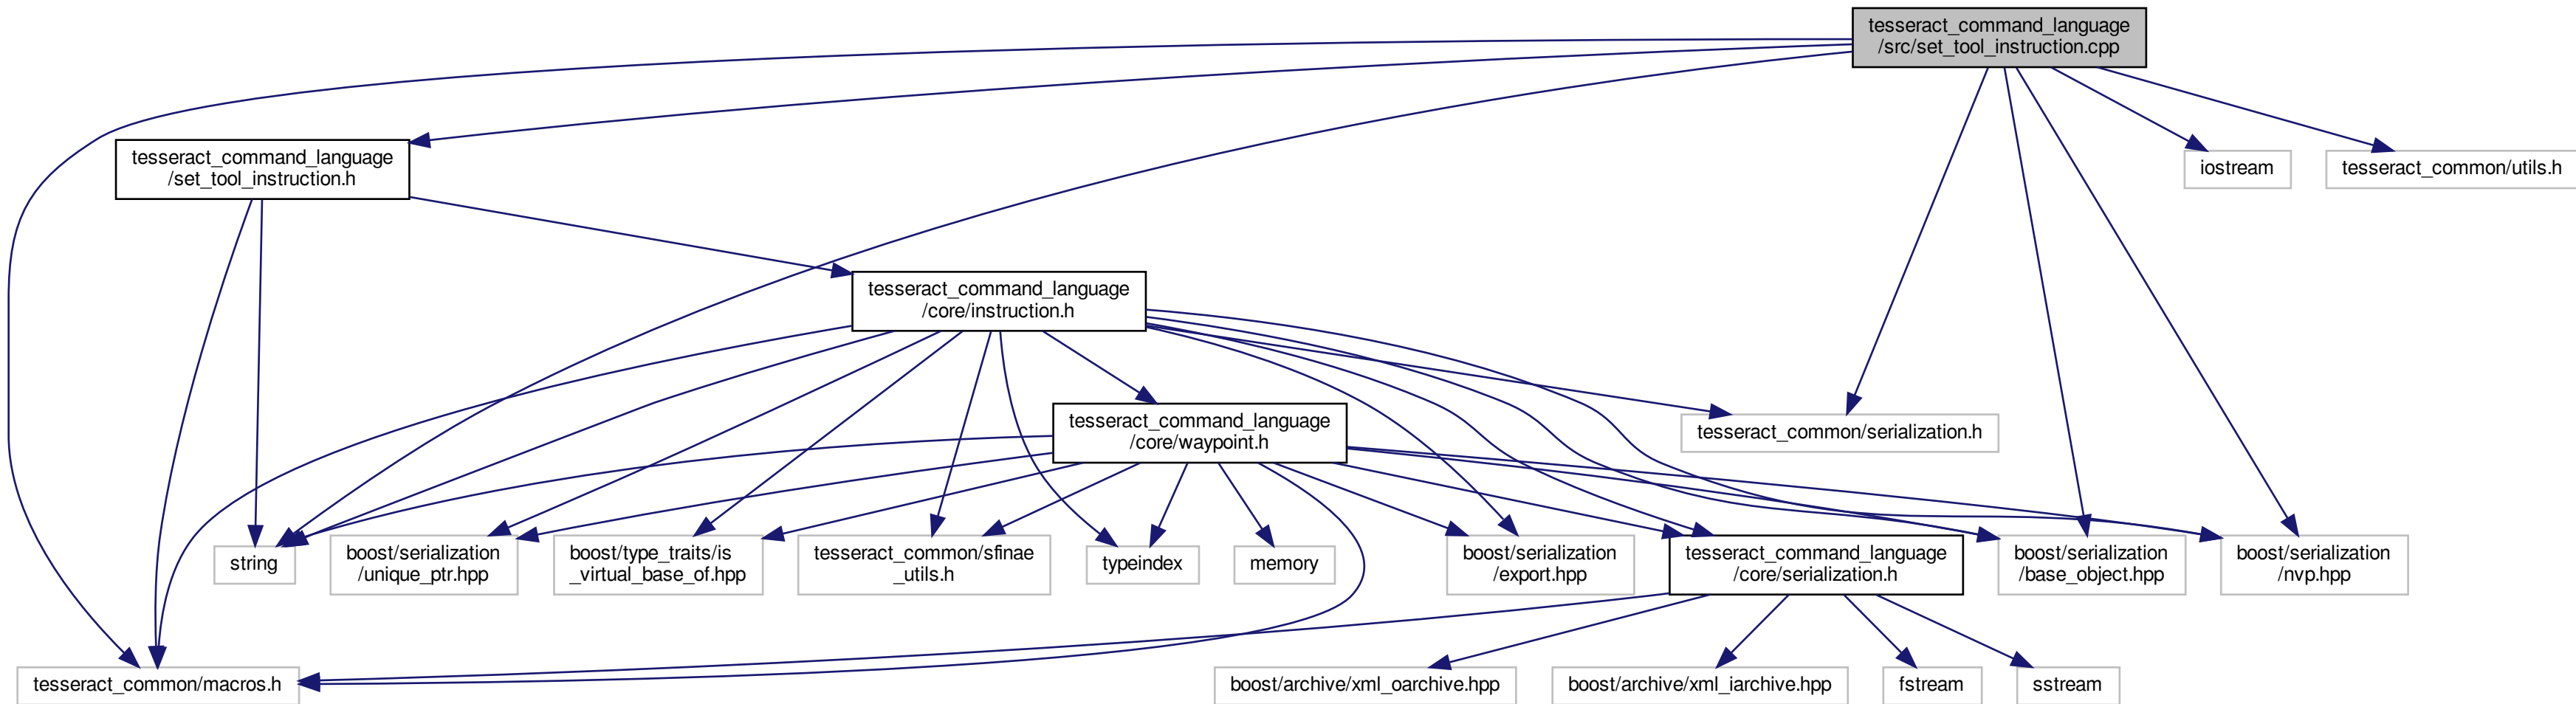 tesseract_command_language
/src/set_tool_instruction.cpp
tesseract_command_language
/set_tool_instruction.h
iostream
tesseract_common/utils.h
tesseract_command_language
/core/instruction.h
tesseract_command_language
/core/waypoint.h
tesseract_common/serialization.h
string
boost/serialization
/unique_ptr.hpp
boost/type_traits/is
_virtual_base_of.hpp
tesseract_common/sfinae
_utils.h
typeindex
memory
boost/serialization
/export.hpp
tesseract_command_language
/core/serialization.h
boost/serialization
/base_object.hpp
boost/serialization
/nvp.hpp
tesseract_common/macros.h
boost/archive/xml_oarchive.hpp
boost/archive/xml_iarchive.hpp
fstream
sstream